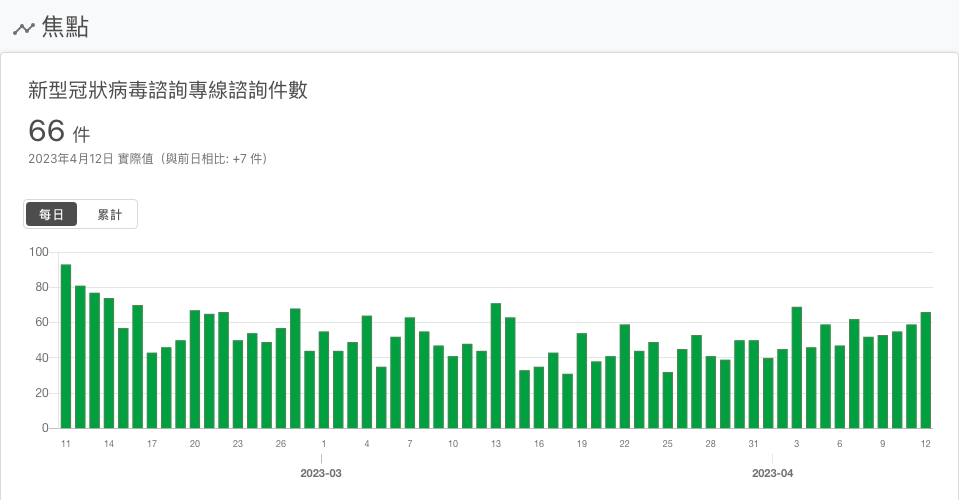 焦點
新型冠狀病毒諮詢專線諮詢件數
66 件
2023年4月12日 實際值（與前日相比: +7 件）
每日 累計
100
80
60
40
20
0
11 14 17 20 23 26 1 4 7 10 13 16 19 22 25 28 31 3 6 9 12
2023-03 2023-04